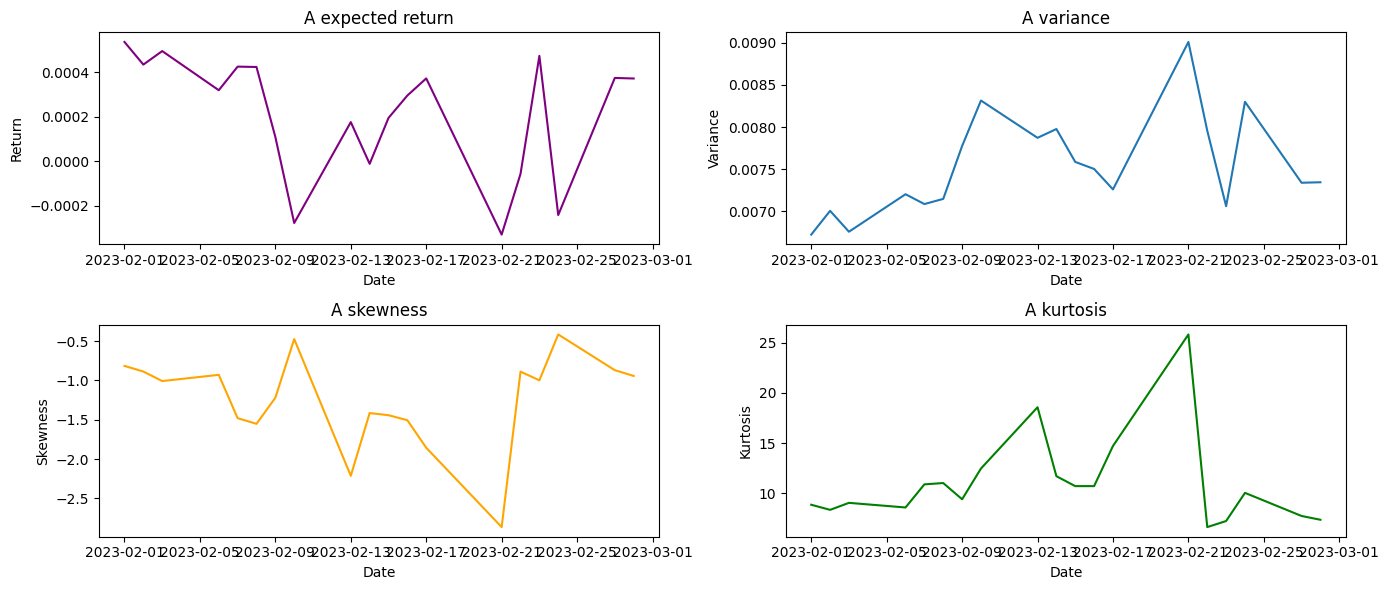 A expected return
Return
0.0004
0.0002
0.0000
−0.0002
2023-02-01 2023-02-05 2023-02-09 2023-02-13 2023-02-17 2023-02-21 2023-02-25 2023-03-01
Date
A variance
Variance
0.0090
0.0085
0.0080
0.0075
0.0070
2023-02-01 2023-02-05 2023-02-09 2023-02-13 2023-02-17 2023-02-21 2023-02-25 2023-03-01
Date
A skewness
Skewness
−0.5
−1.0
−1.5
−2.0
−2.5
2023-02-01 2023-02-05 2023-02-09 2023-02-13 2023-02-17 2023-02-21 2023-02-25 2023-03-01
Date
A kurtosis
Kurtosis
25
20
15
10
2023-02-01 2023-02-05 2023-02-09 2023-02-13 2023-02-17 2023-02-21 2023-02-25 2023-03-01
Date